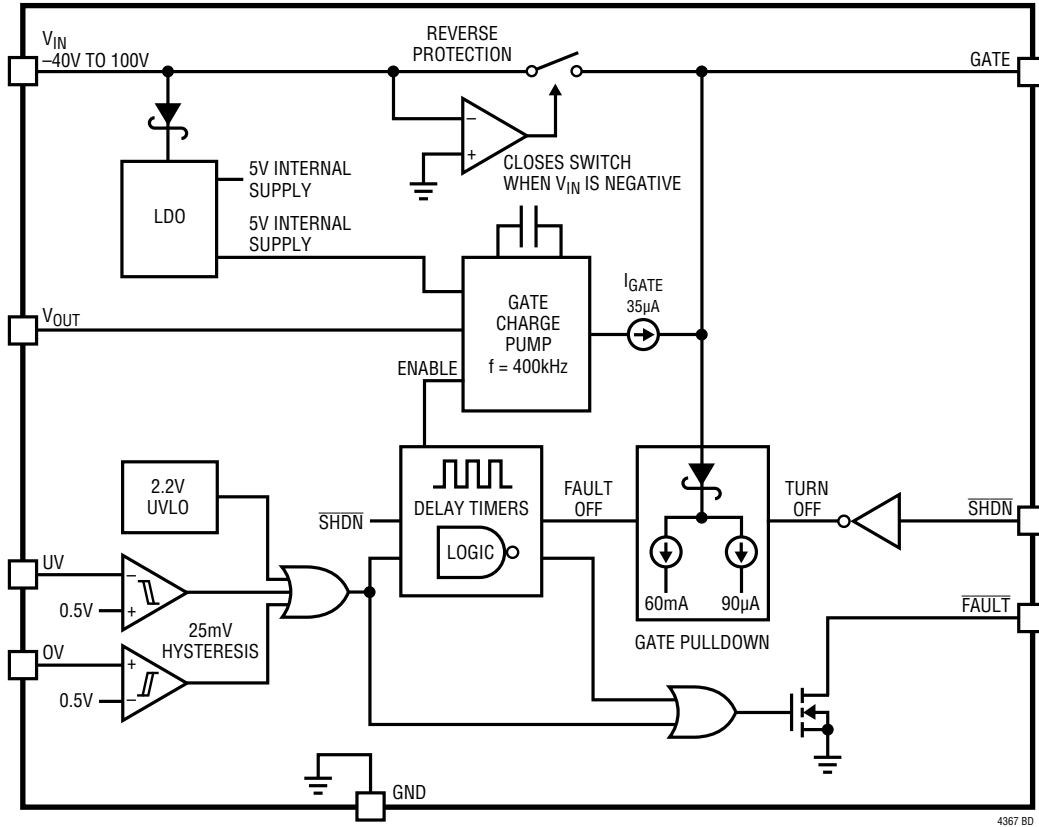 VIN
–40V TO 100V
REVERSE
PROTECTION
GATE
–
+
CLOSES SWITCH
WHEN VIN IS NEGATIVE
LDO
5V INTERNAL
SUPPLY
5V INTERNAL
SUPPLY
VOUT
GATE
CHARGE
PUMP
f = 400kHz
IGATE
35µA
ENABLE
2.2V
UVLO
SHDN
DELAY TIMERS
LOGIC
FAULT
OFF
TURN
OFF
SHDN
60mA
90µA
GATE PULLDOWN
FAULT
UV
–
0.5V
+
25mV
HYSTERESIS
OV
+
0.5V
–
GND
4367 BD